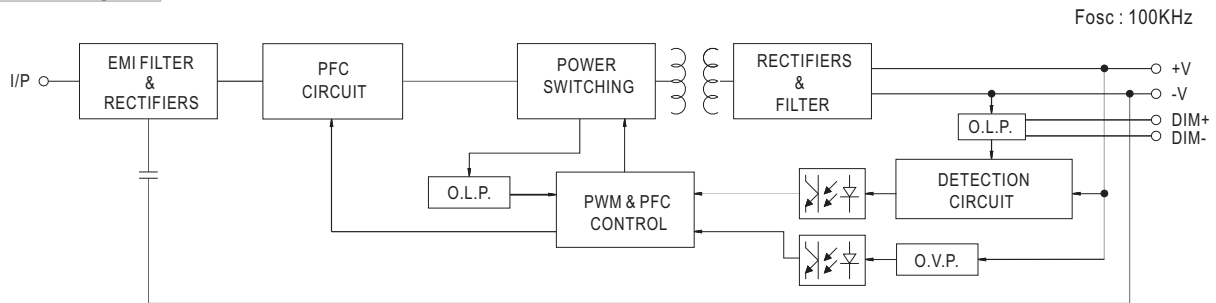 Fosc : 100KHz
I/P
EMI FILTER
&
RECTIFIERS
PFC
CIRCUIT
POWER
SWITCHING
RECTIFIERS
&
FILTER
+V
-V
DIM+
DIM-
O.L.P.
DETECTION
CIRCUIT
O.L.P.
PWM & PFC
CONTROL
O.V.P.